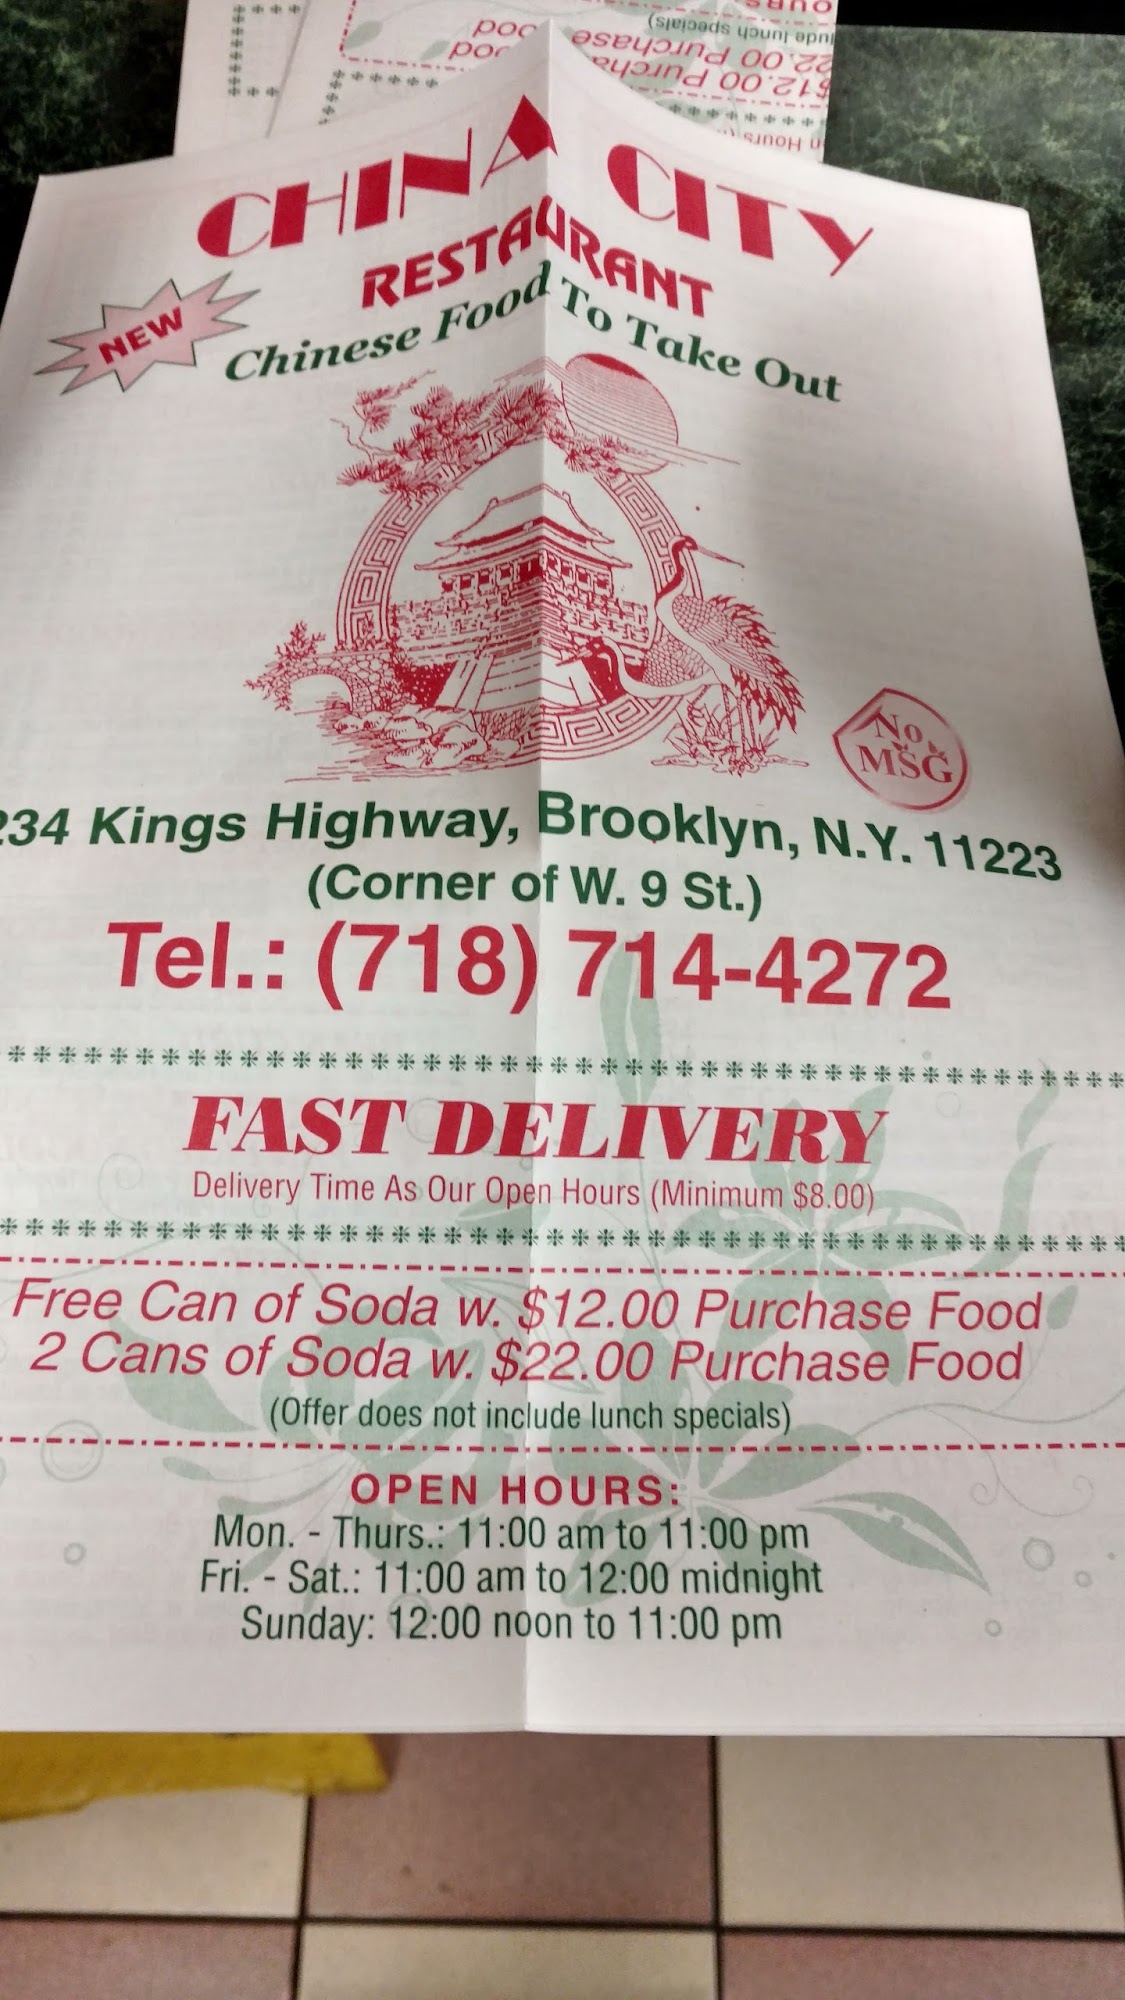 CHINA CITY
RESTAURANT
NEW
Chinese Food To Take Out
No
MSG
234 Kings Highway, Brooklyn, N.Y. 11223
(Corner of W. 9 St.)
Tel.: (718) 714-4272
FAST DELIVERY
Delivery Time As Our Open Hours (Minimum $8.00)
Free Can of Soda w. $12.00 Purchase Food
2 Cans of Soda w. $22.00 Purchase Food
(Offer does not include lunch specials)
OPEN HOURS:
Mon. - Thurs.: 11:00 am to 11:00 pm
Fri. - Sat.: 11:00 am to 12:00 midnight
Sunday: 12:00 noon to 11:00 pm